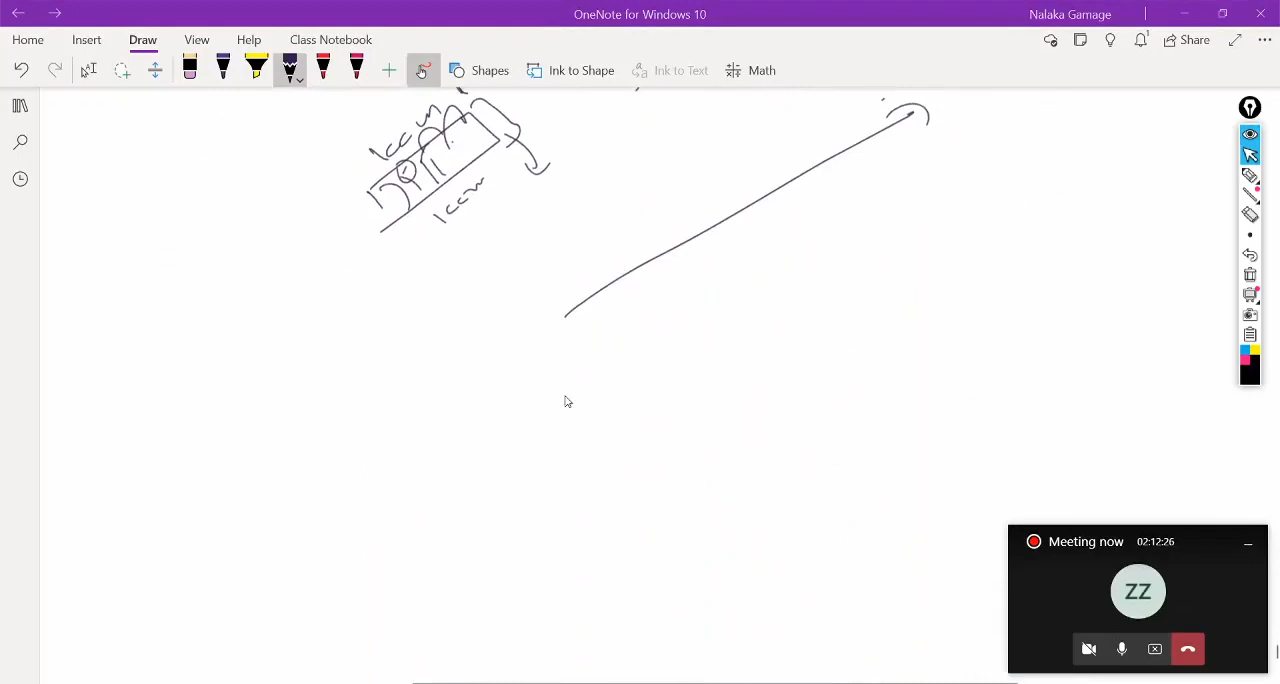 OneNote for Windows 10
Nalaka Gamage
Home Insert Draw View Help Class Notebook
Share
Shapes Ink to Shape Ink to Text Math
Meeting now 02:12:26
ZZ